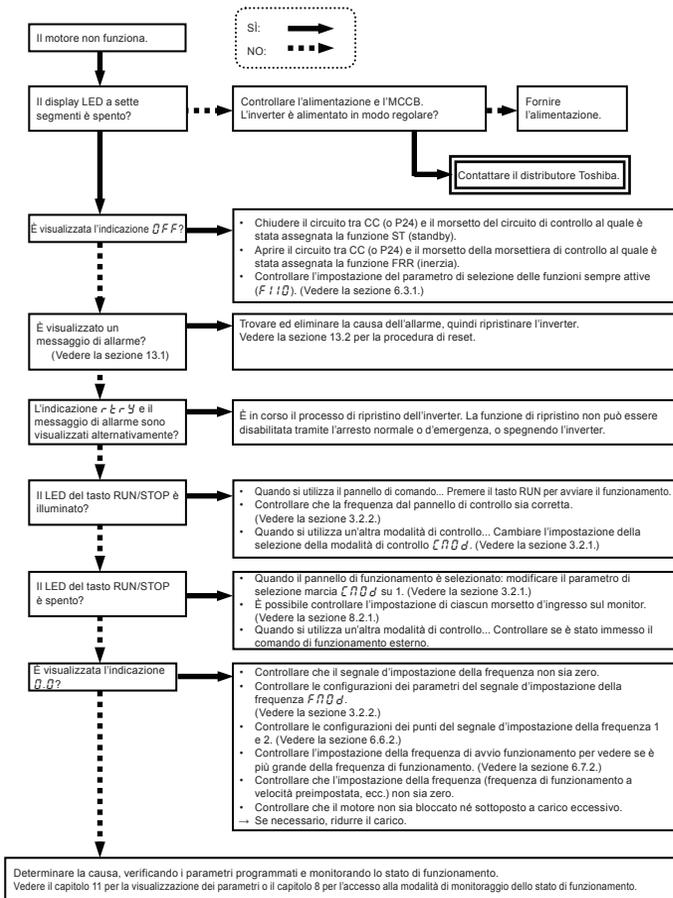 Il motore non funziona.
SÌ:
NO:
Il display LED a sette
segmenti è spento?
Controllare l'alimentazione e l'MCCB.
L'inverter è alimentato in modo regolare?
Fornire
l'alimentazione.
Contattare il distributore Toshiba.
È visualizzata l'indicazione OFF?
• Chiudere il circuito tra CC (o P24) e il morsetto del circuito di controllo al quale è
stata assegnata la funzione ST (standby).
• Aprire il circuito tra CC (o P24) e il morsetto della morsettiera di controllo al quale è
stata assegnata la funzione FRR (inerzia).
• Controllare l'impostazione del parametro di selezione delle funzioni sempre attive
(F110). (Vedere la sezione 6.3.1.)
È visualizzato un
messaggio di allarme?
(Vedere la sezione 13.1)
Trovare ed eliminare la causa dell'allarme, quindi ripristinare l'inverter.
Vedere la sezione 13.2 per la procedura di reset.
L'indicazione rtry e il
messaggio di allarme sono
visualizzati alternativamente?
È in corso il processo di ripristino dell'inverter. La funzione di ripristino non può essere
disabilitata tramite l'arresto normale o d'emergenza, o spegnendo l'inverter.
Il LED del tasto RUN/STOP è
illuminato?
• Quando si utilizza il pannello di comando... Premere il tasto RUN per avviare il funzionamento.
• Controllare che la frequenza dal pannello di controllo sia corretta.
(Vedere la sezione 3.2.2.)
• Quando si utilizza un'altra modalità di controllo... Cambiare l'impostazione della
selezione della modalità di controllo CMOd. (Vedere la sezione 3.2.1.)
Il LED del tasto RUN/STOP
è spento?
• Quando il pannello di funzionamento è selezionato: modificare il parametro di
selezione marcia CMOd su 1. (Vedere la sezione 3.2.1.)
• È possibile controllare l'impostazione di ciascun morsetto d'ingresso sul monitor.
(Vedere la sezione 8.2.1.)
• Quando si utilizza un'altra modalità di controllo... Controllare se è stato immesso il
comando di funzionamento esterno.
È visualizzata l'indicazione
0.0?
• Controllare che il segnale d'impostazione della frequenza non sia zero.
• Controllare le configurazioni dei parametri del segnale d'impostazione della
frequenza FMOd.
(Vedere la sezione 3.2.2.)
• Controllare le configurazioni dei punti del segnale d'impostazione della frequenza 1
e 2. (Vedere la sezione 6.6.2.)
• Controllare l'impostazione della frequenza di avvio funzionamento per vedere se è
più grande della frequenza di funzionamento. (Vedere la sezione 6.7.2.)
• Controllare che l'impostazione della frequenza (frequenza di funzionamento a
velocità preimpostata, ecc.) non sia zero.
• Controllare che il motore non sia bloccato né sottoposto a carico eccessivo.
→ Se necessario, ridurre il carico.
Determinare la causa, verificando i parametri programmati e monitorando lo stato di funzionamento.
Vedere il capitolo 11 per la visualizzazione dei parametri o il capitolo 8 per l'accesso alla modalità di monitoraggio dello stato di funzionamento.